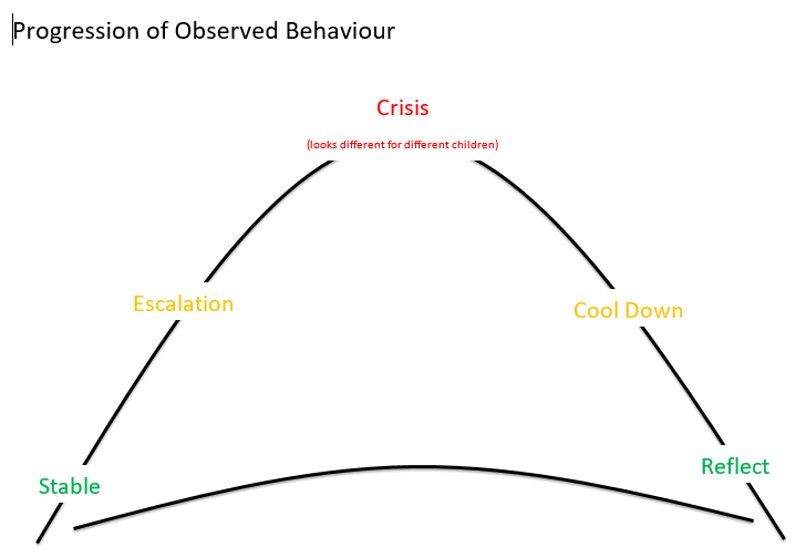 Progression of Observed Behaviour
Crisis
(looks different for different children)
Escalation
Cool Down
Stable
Reflect